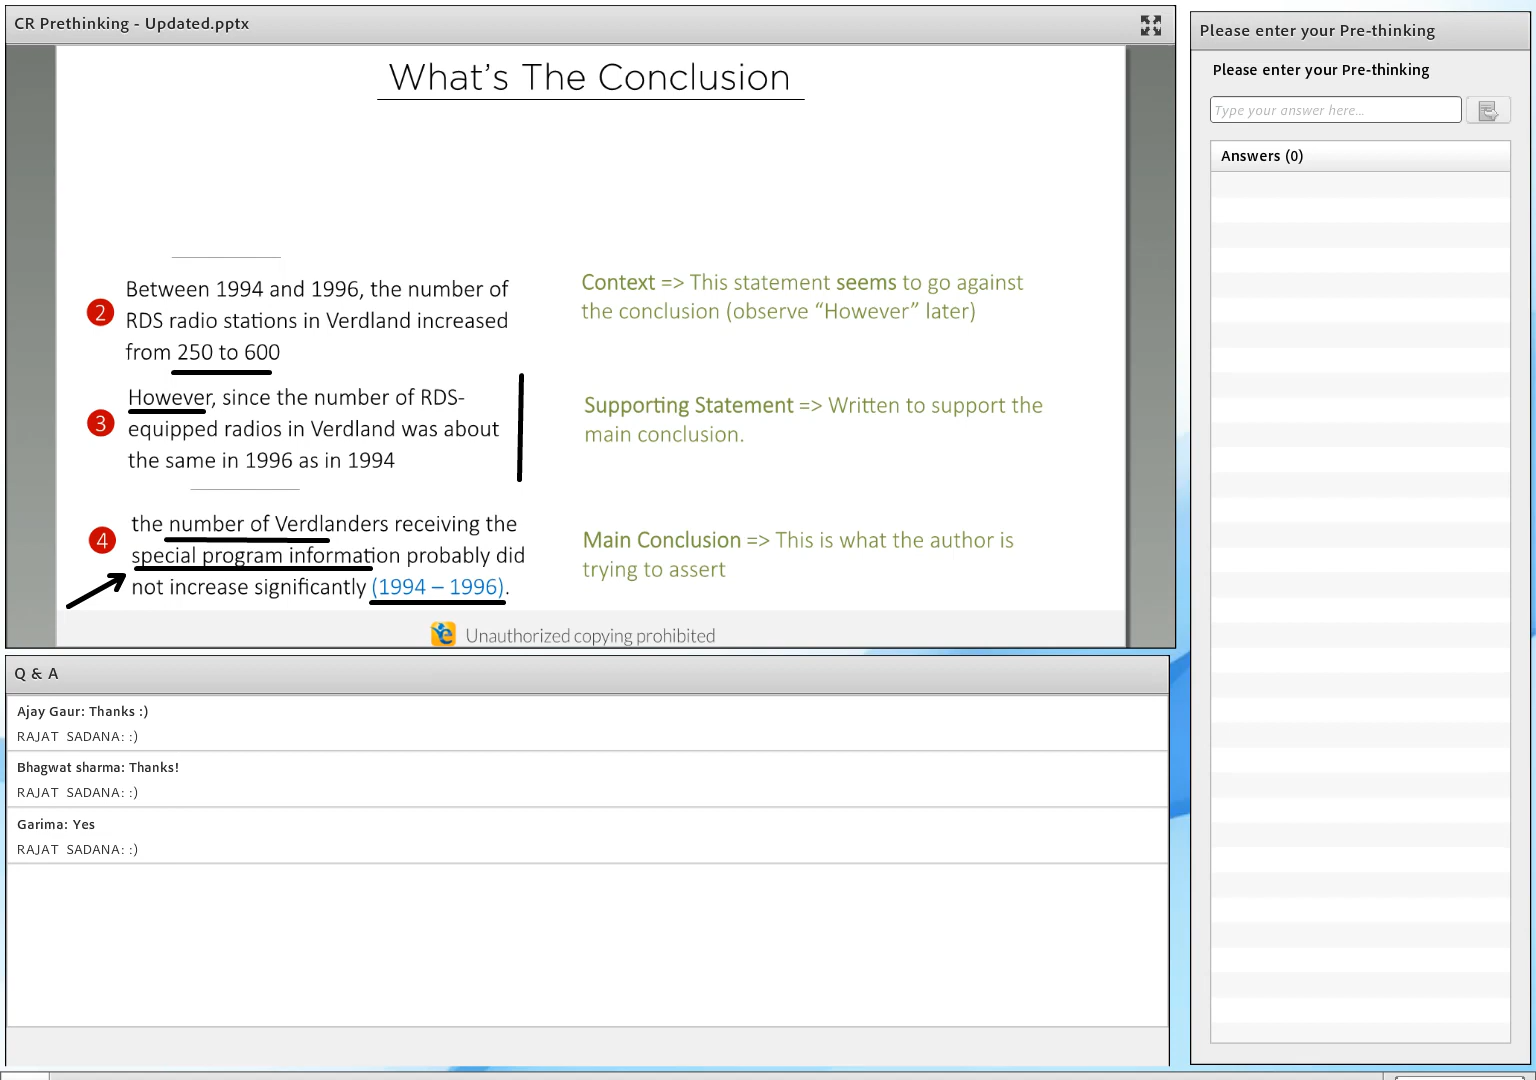 CR Prethinking - Updated.pptx
What's The Conclusion
2
Between 1994 and 1996, the number of
RDS radio stations in Verdland increased
from 250 to 600
Context => This statement seems to go against
the conclusion (observe “However” later)
3
However, since the number of RDS-
equipped radios in Verdland was about
the same in 1996 as in 1994
Supporting Statement => Written to support the
main conclusion.
4
the number of Verdlanders receiving the
special program information probably did
not increase significantly (1994 – 1996).
Main Conclusion => This is what the author is
trying to assert
Unauthorized copying prohibited
Q & A
Ajay Gaur: Thanks :)
RAJAT SADANA: :)
Bhagwat sharma: Thanks!
RAJAT SADANA: :)
Garima: Yes
RAJAT SADANA: :)
Please enter your Pre-thinking
Please enter your Pre-thinking
Type your answer here...
Answers (0)